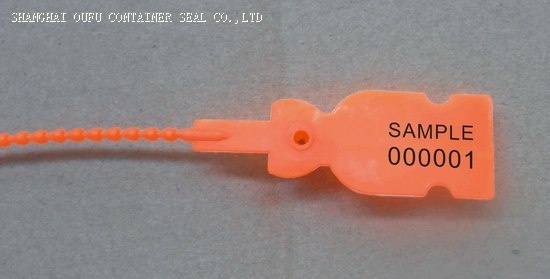 SHANGHAI OUFU CONTAINER SEAL CO.,LTD
SAMPLE
000001